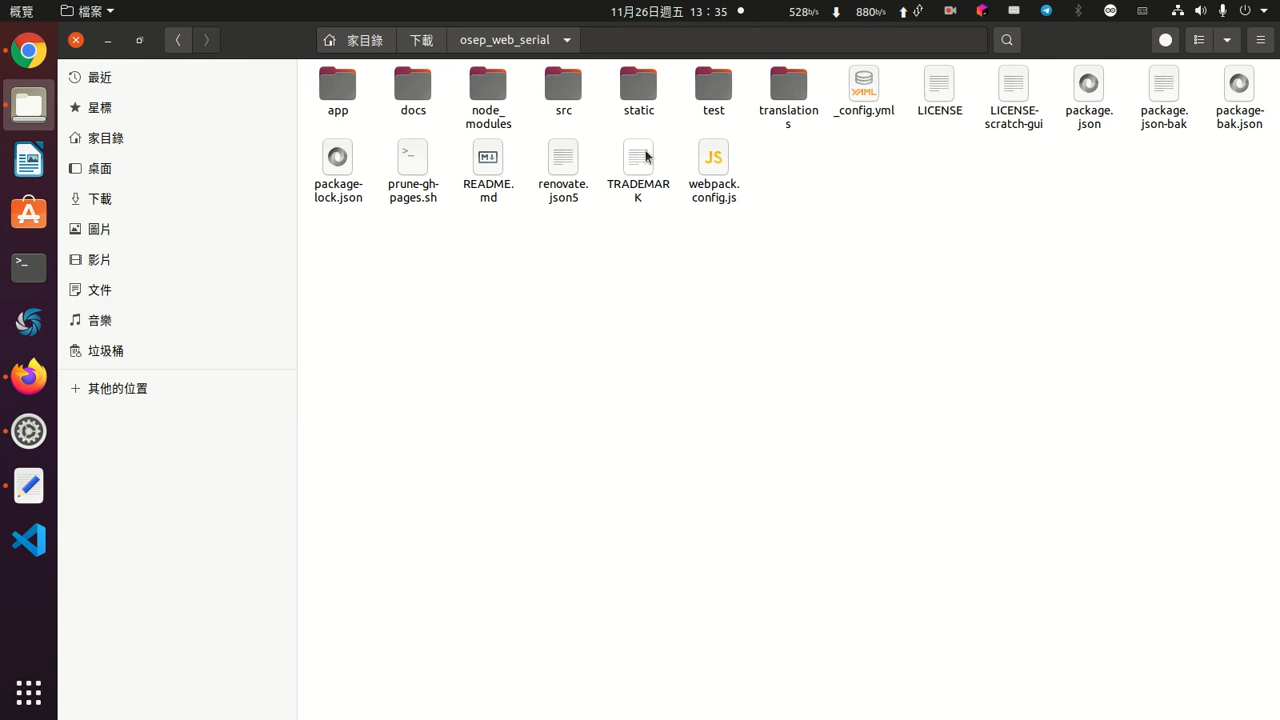 概覽 檔案 11月26日週五 13：35 528b/s 880b/s
家目錄 下載 osep_web_serial
最近
星標
家目錄
桌面
下載
圖片
影片
文件
音樂
垃圾桶
其他的位置
app docs node_ src static test translation _config.yml LICENSE LICENSE- package. package. package-
modules s scratch-gui json json-bak bak.json
YAML
>_ M JS
package- prune-gh- README. renovate. TRADEMAR webpack.
lock.json pages.sh md json5 K config.js
>_